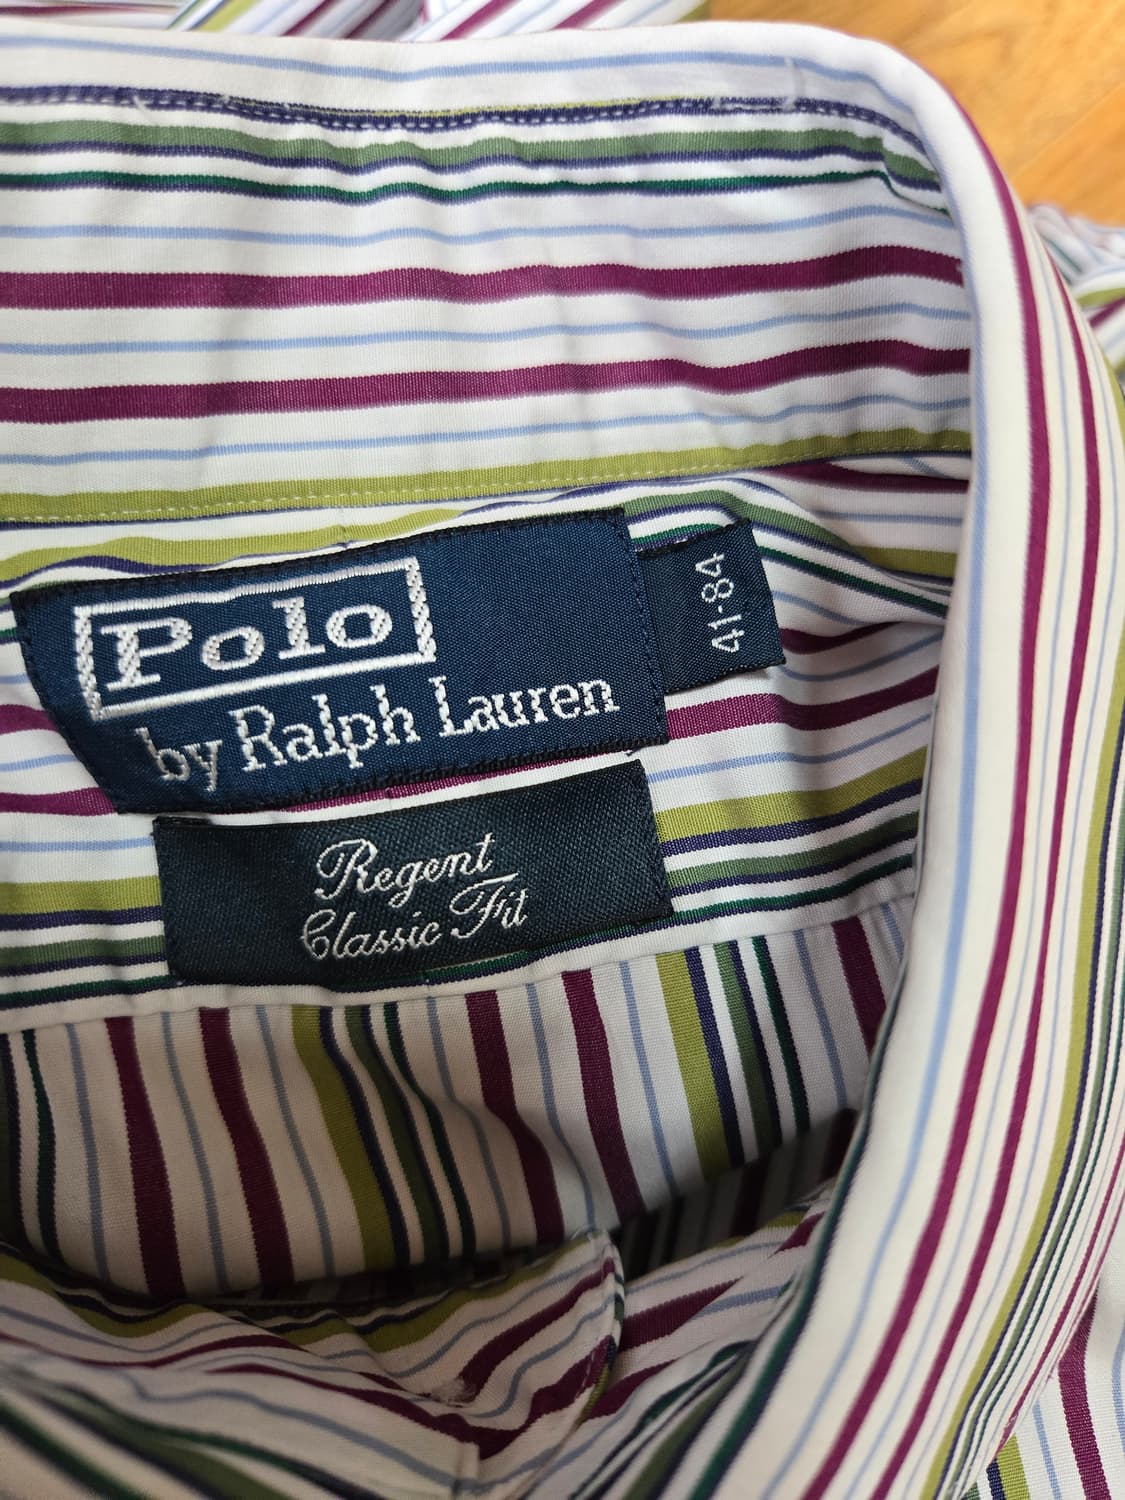 Polo
by Ralph Lauren
41-84
Regent
Classic Fit